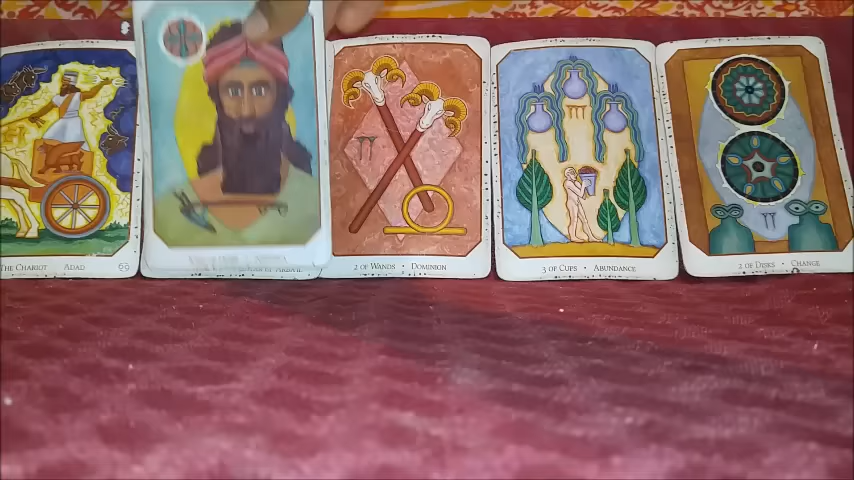 THE CHARIOT ADAD
2 OF WANDS • DOMINION
3 OF CUPS • ABUNDANCE
2 OF DISKS • CHANGE